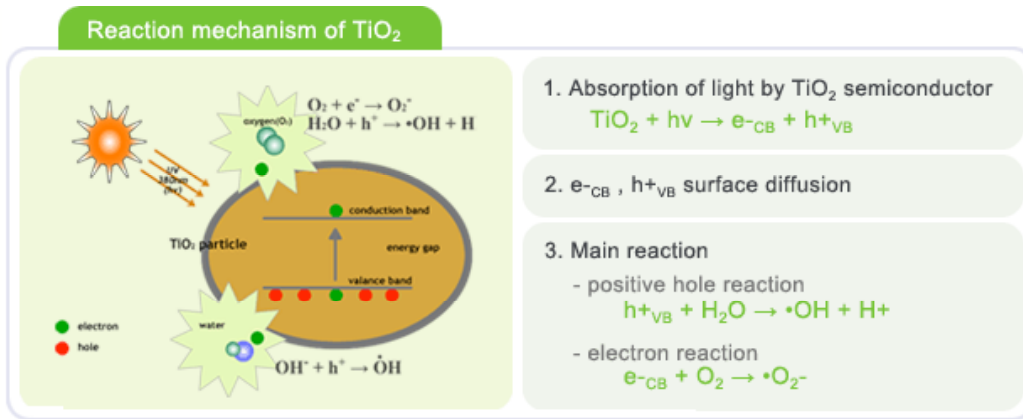 Reaction mechanism of TiO₂
O₂ + e⁻ → O₂⁻
H₂O + h⁺ → •OH + H
oxygen(O₂)
UV
380nm
(hv)
conduction band
TiO₂ particle
energy gap
valance band
electron
hole
water
OH⁻ + h⁺ → ȮH
1. Absorption of light by TiO₂ semiconductor
TiO₂ + hv → e-CB + h+VB
2. e-CB , h+VB surface diffusion
3. Main reaction
- positive hole reaction
h+VB + H₂O → •OH + H+
- electron reaction
e-CB + O₂ → •O₂-